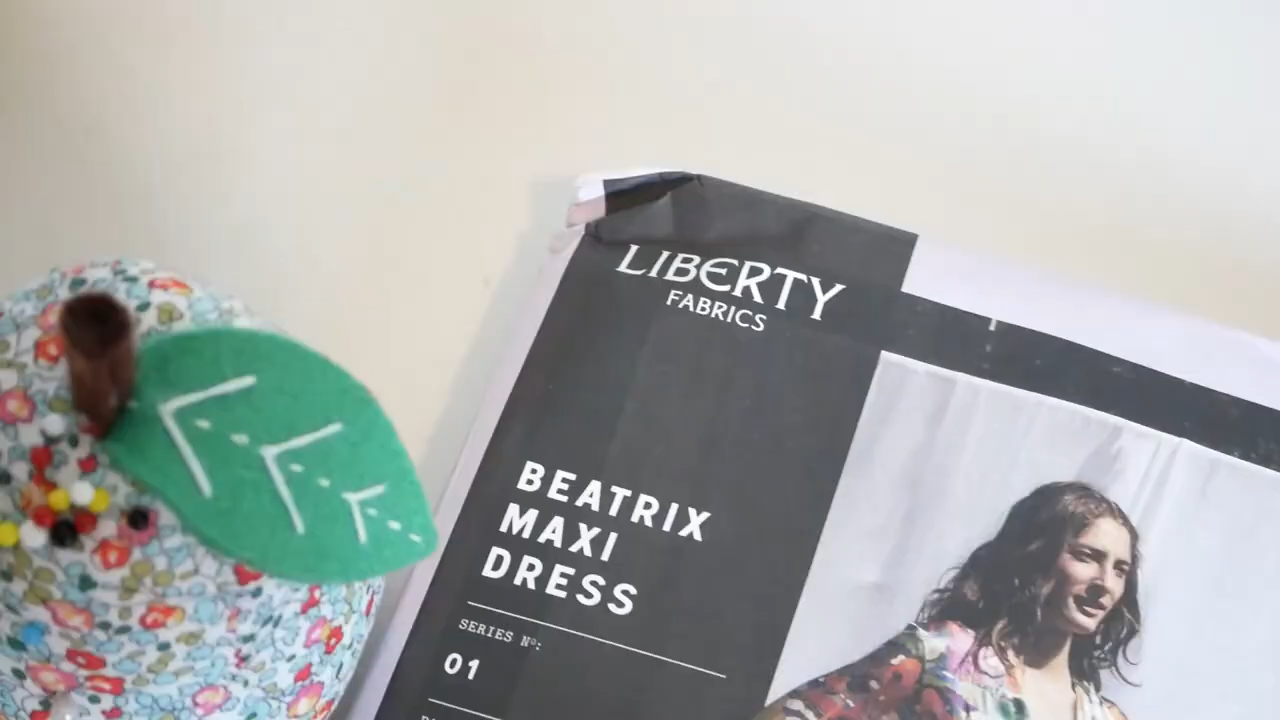 LIBERTY
FABRICS
BEATRIX
MAXI
DRESS
SERIES Nº:
01